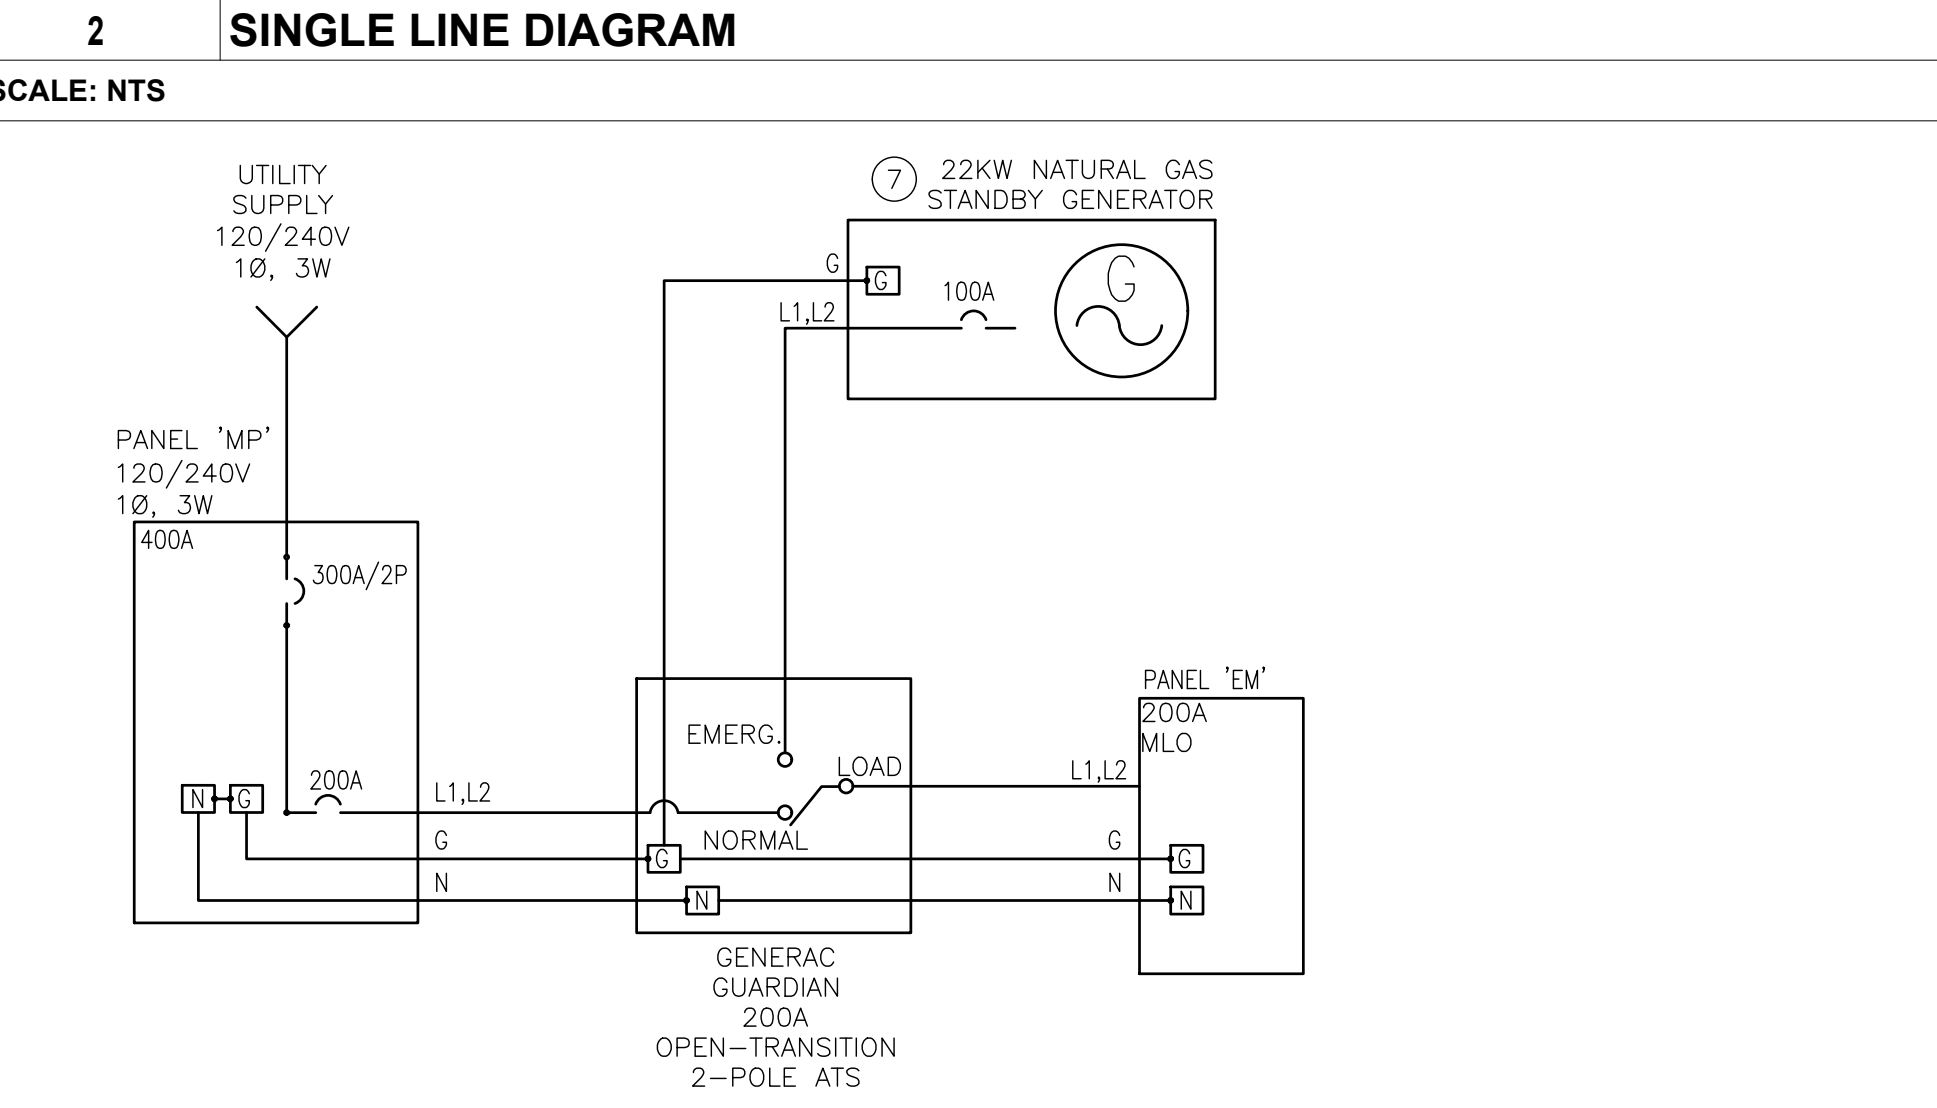 2
SINGLE LINE DIAGRAM
SCALE: NTS
UTILITY
SUPPLY
120/240V
1Ø, 3W
7
22KW NATURAL GAS
STANDBY GENERATOR
G
G
100A
G
L1,L2
PANEL 'MP'
120/240V
1Ø, 3W
400A
300A/2P
200A
N
G
L1,L2
G
N
EMERG.
LOAD
NORMAL
G
N
L1,L2
G
N
PANEL 'EM'
200A
MLO
G
N
GENERAC
GUARDIAN
200A
OPEN-TRANSITION
2-POLE ATS